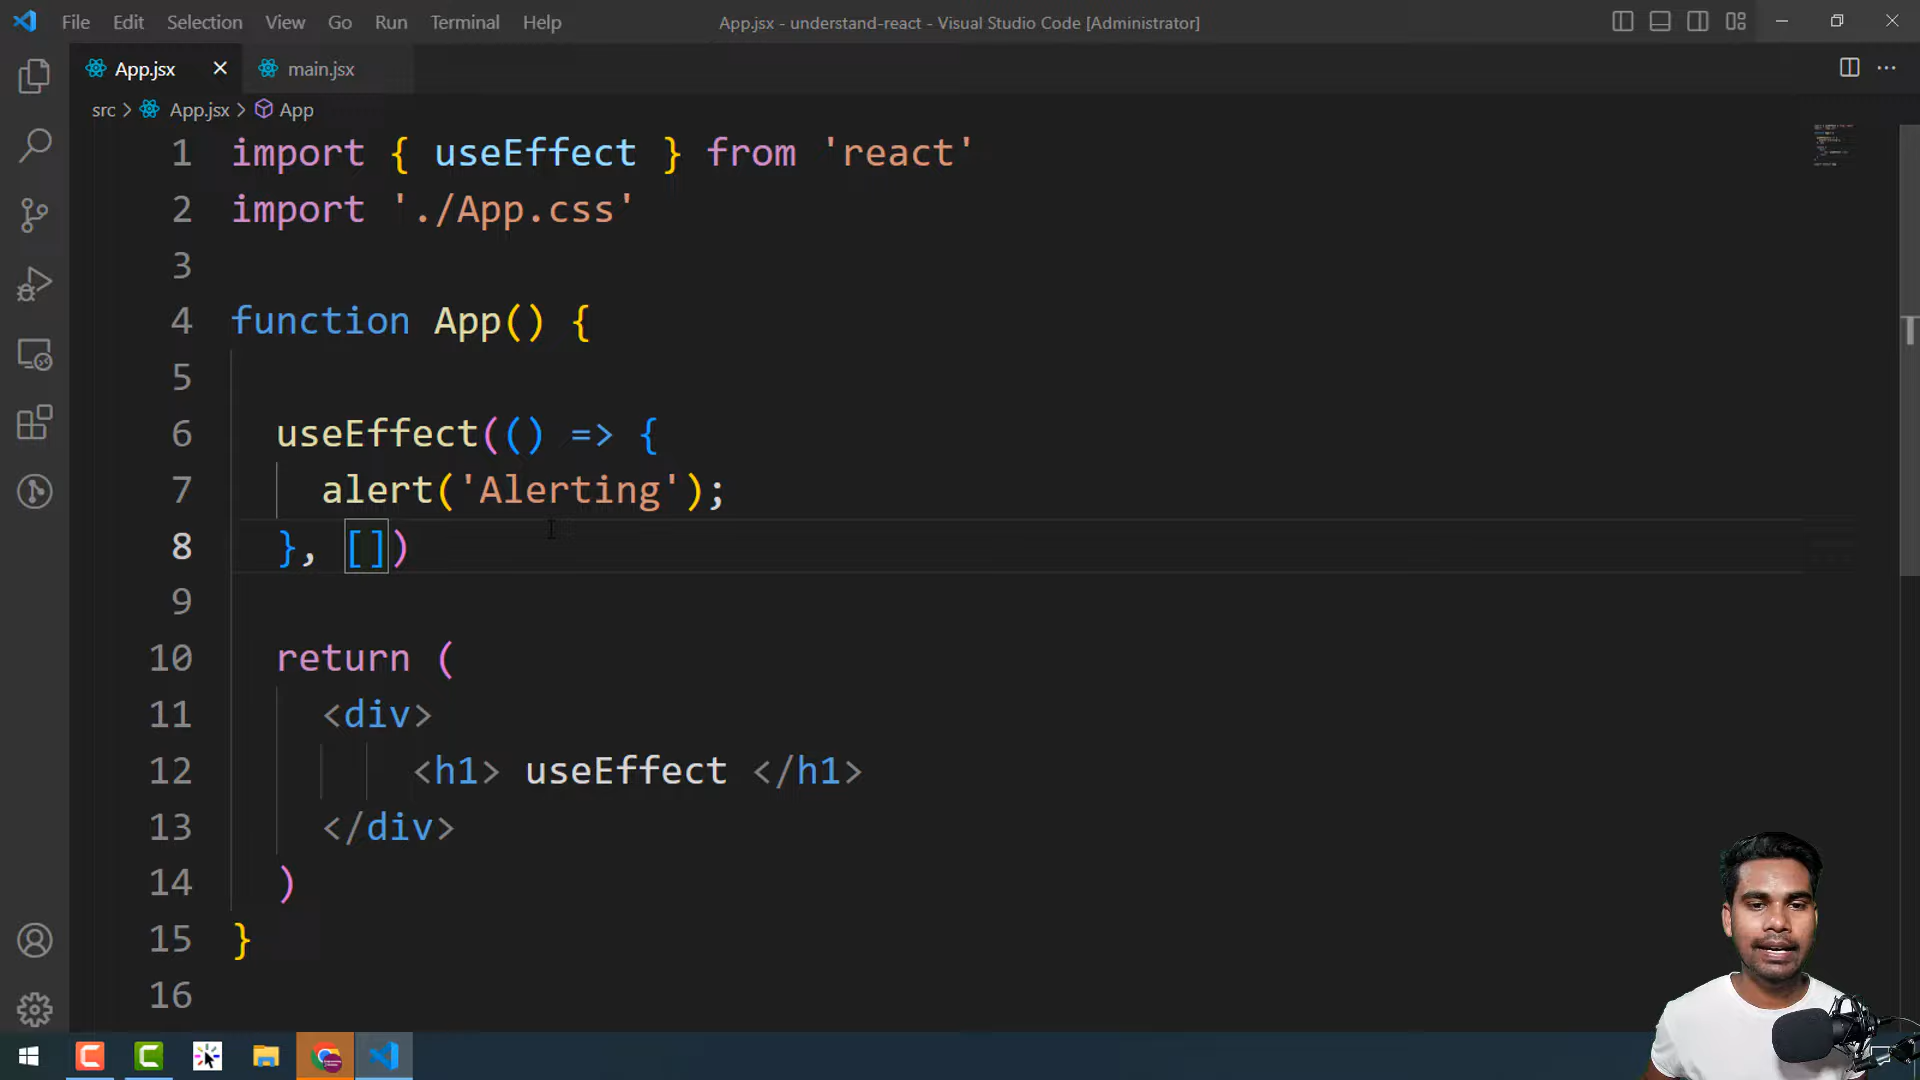 File Edit Selection View Go Run Terminal Help App.jsx - understand-react - Visual Studio Code [Administrator]
App.jsx main.jsx
src > App.jsx > App
1 import { useEffect } from 'react'
2 import './App.css'
3
4 function App() {
5
6 useEffect(() => {
7 alert('Alerting');
8 }, [])
9
10 return (
11 <div>
12 <h1> useEffect </h1>
13 </div>
14 )
15 }
16